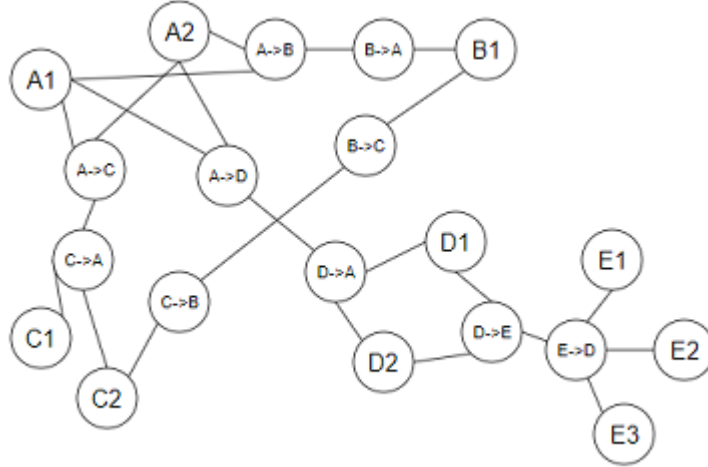 A2
A->B
B->A
B1
A1
B->C
A->C
A->D
D1
C->A
D->A
E1
C->B
D->E
C1
E->D
E2
D2
C2
E3